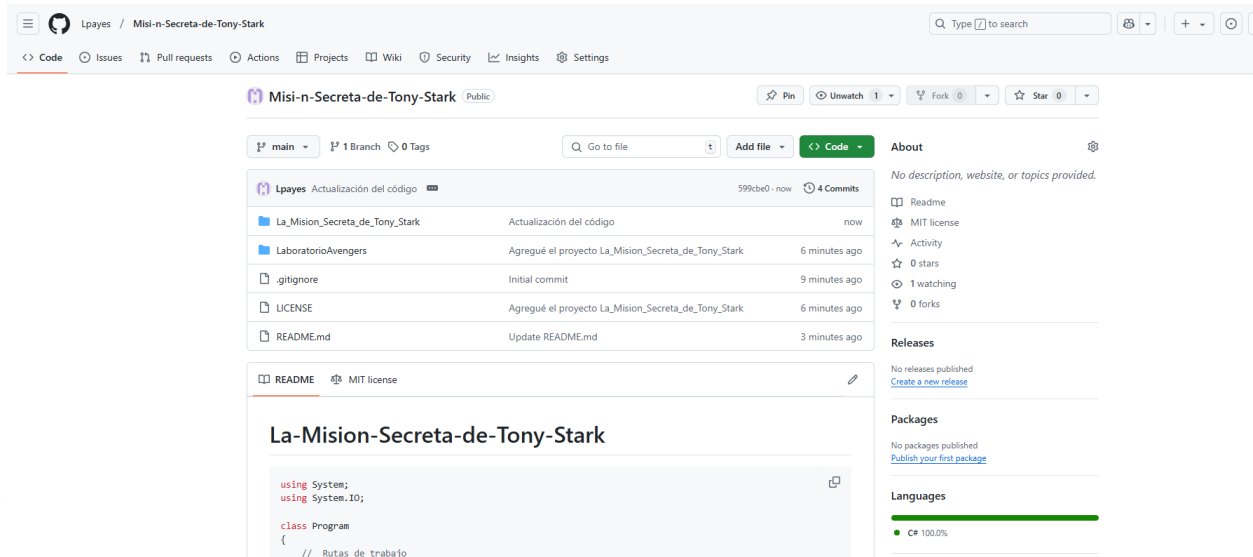 Lpayes / Misi-n-Secreta-de-Tony-Stark
Type / to search
Code Issues Pull requests Actions Projects Wiki Security Insights Settings
Misi-n-Secreta-de-Tony-Stark Public
Pin Unwatch 1 Fork 0 Star 0
main 1 Branch 0 Tags Go to file t Add file Code
Lpayes Actualización del código 599cbe0 · now 4 Commits
La_Mision_Secreta_de_Tony_Stark Actualización del código now
LaboratorioAvengers Agregué el proyecto La_Mision_Secreta_de_Tony_Stark 6 minutes ago
.gitignore Initial commit 9 minutes ago
LICENSE Agregué el proyecto La_Mision_Secreta_de_Tony_Stark 6 minutes ago
README.md Update README.md 3 minutes ago
README MIT license
La-Mision-Secreta-de-Tony-Stark
using System;
using System.IO;
class Program
{
// Rutas de trabajo
About
No description, website, or topics provided.
Readme
MIT license
Activity
0 stars
1 watching
0 forks
Releases
No releases published
Create a new release
Packages
No packages published
Publish your first package
Languages
C# 100.0%